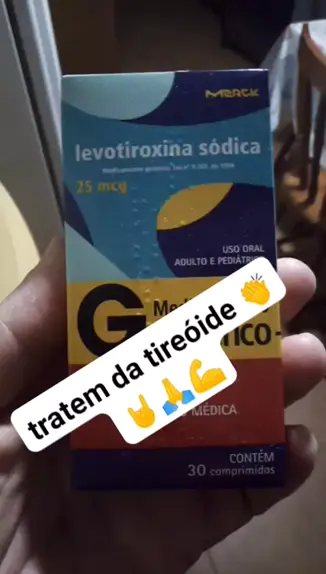 MERCK
levotiroxina sódica
25 mcg
USO ORAL
ADULTO E PEDIÁTRICO
G
tratem da tireóide 👏
🤘🙏💪
MÉDICA
CONTÉM
30 comprimidos